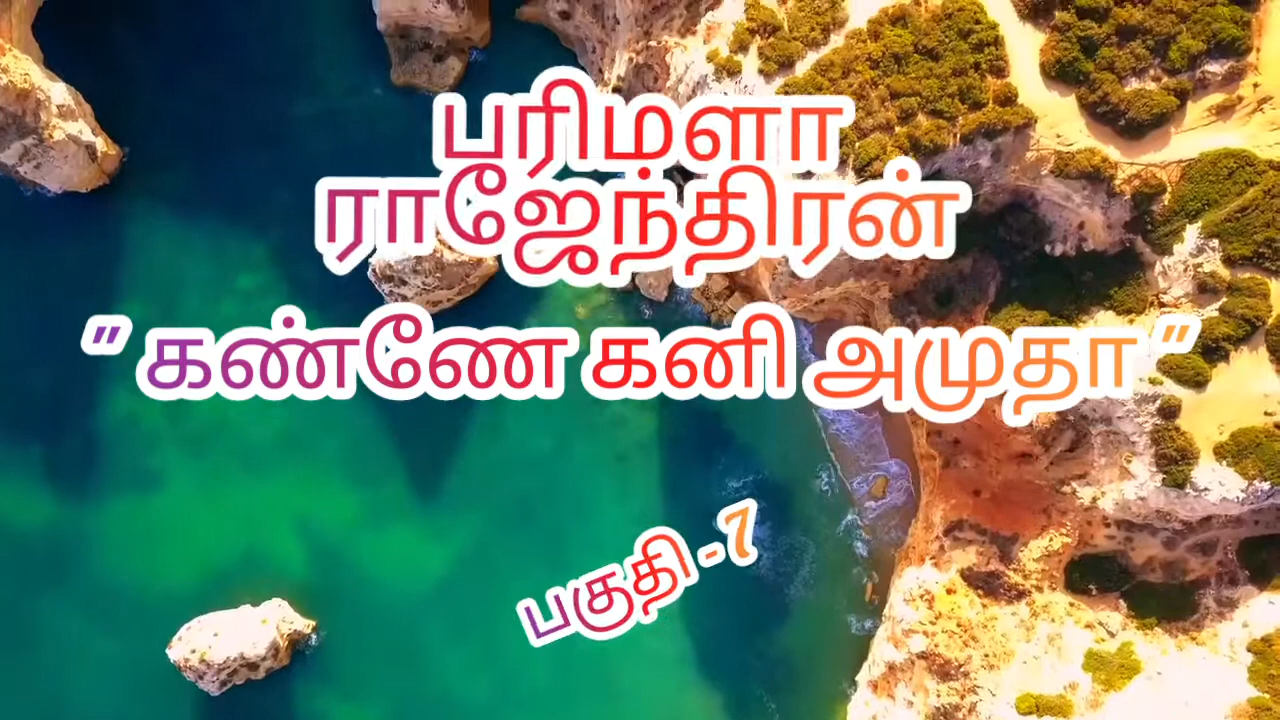 பரிமளா
ராஜேந்திரன்
" கண்ணே கனி அமுதா "
பகுதி - 7